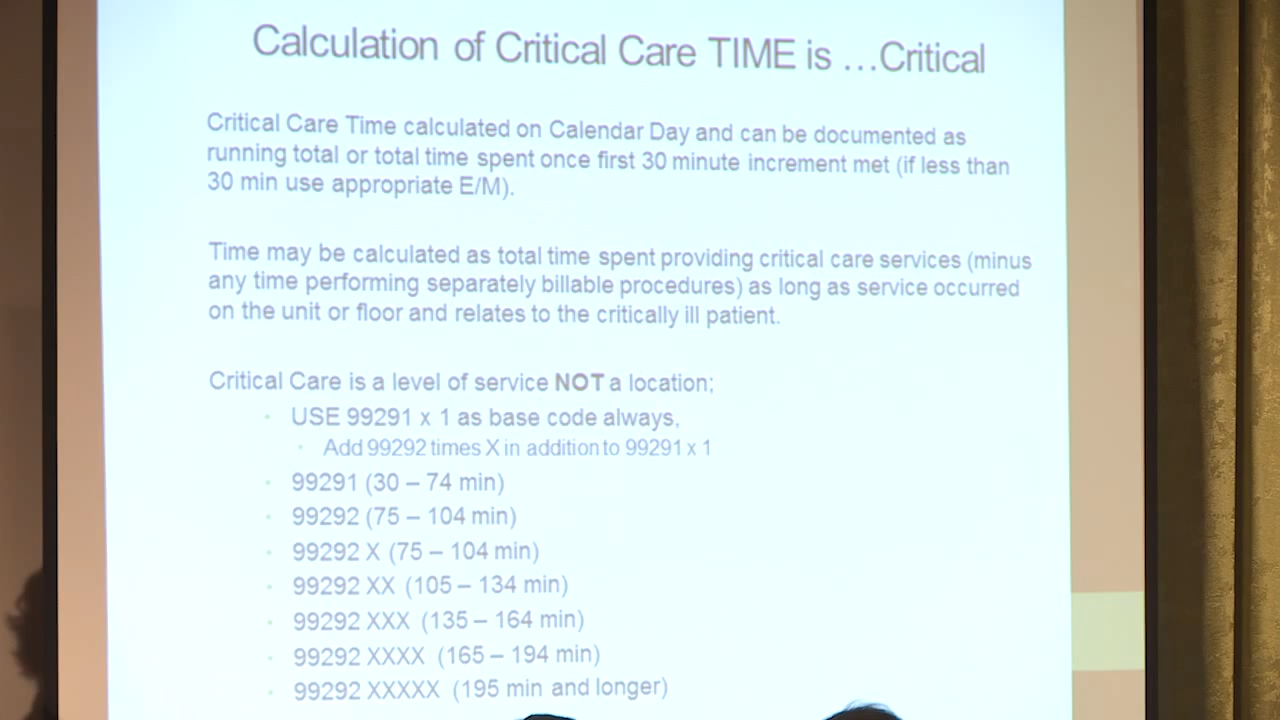 Calculation of Critical Care TIME is ...Critical
Critical Care Time calculated on Calendar Day and can be documented as
running total or total time spent once first 30 minute increment met (if less than
30 min use appropriate E/M).
Time may be calculated as total time spent providing critical care services (minus
any time performing separately billable procedures) as long as service occurred
on the unit or floor and relates to the critically ill patient.
Critical Care is a level of service NOT a location;
· USE 99291 x 1 as base code always,
· Add 99292 times X in addition to 99291 x 1
· 99291 (30 – 74 min)
· 99292 (75 – 104 min)
· 99292 X (75 – 104 min)
· 99292 XX (105 – 134 min)
· 99292 XXX (135 – 164 min)
· 99292 XXXX (165 – 194 min)
· 99292 XXXXX (195 min and longer)